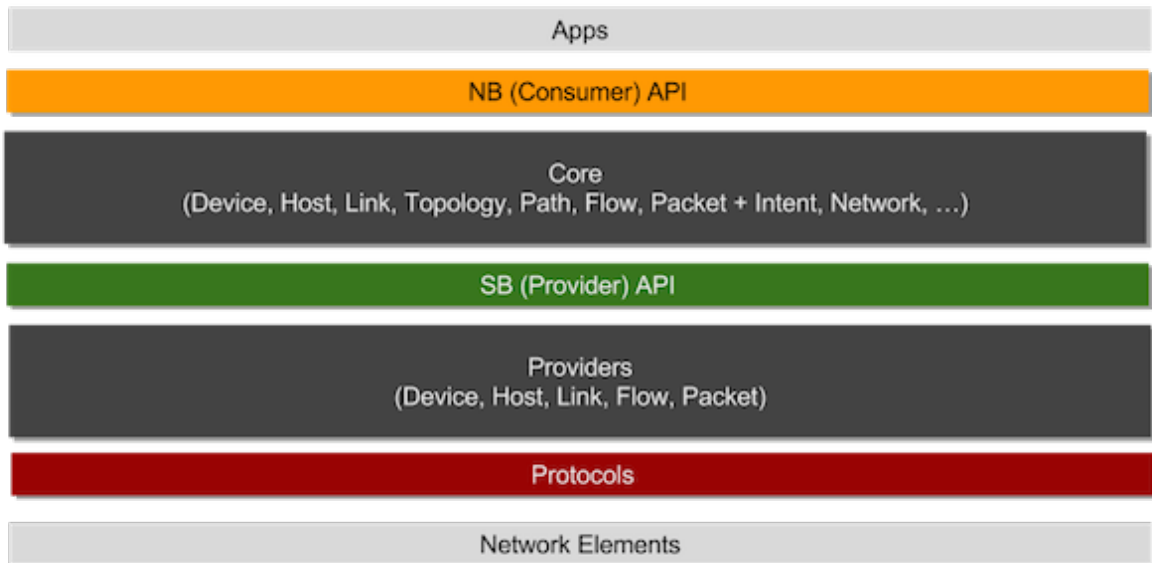 Apps
NB (Consumer) API
Core
(Device, Host, Link, Topology, Path, Flow, Packet + Intent, Network, …)
SB (Provider) API
Providers
(Device, Host, Link, Flow, Packet)
Protocols
Network Elements